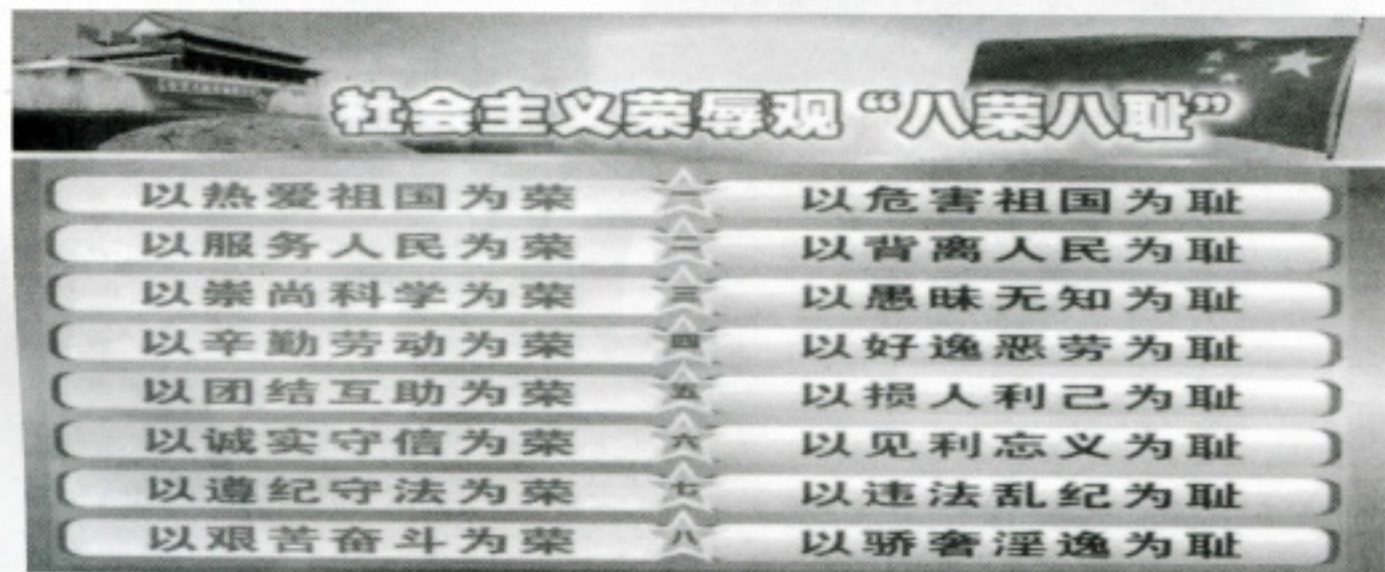 社会主义荣辱观“八荣八耻”
以热爱祖国为荣 一 以危害祖国为耻
以服务人民为荣 二 以背离人民为耻
以崇尚科学为荣 三 以愚昧无知为耻
以辛勤劳动为荣 四 以好逸恶劳为耻
以团结互助为荣 五 以损人利己为耻
以诚实守信为荣 六 以见利忘义为耻
以遵纪守法为荣 七 以违法乱纪为耻
以艰苦奋斗为荣 八 以骄奢淫逸为耻